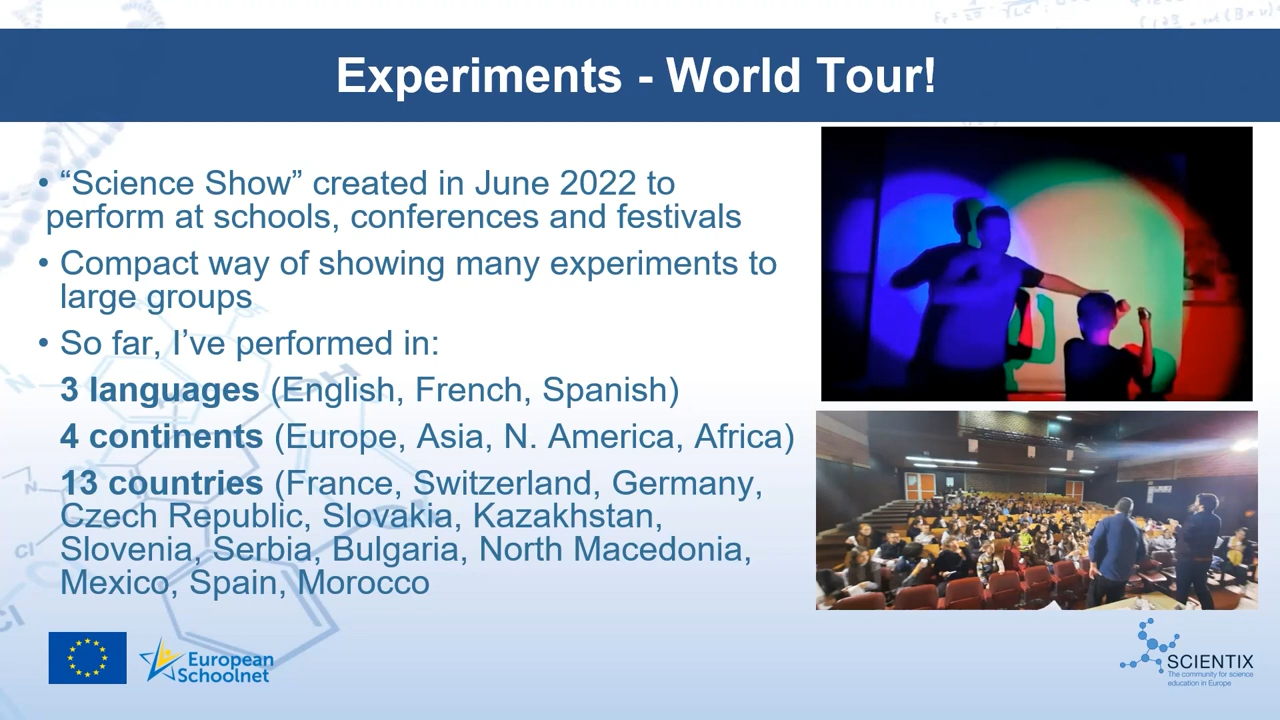 Experiments - World Tour!
• “Science Show” created in June 2022 to
perform at schools, conferences and festivals
• Compact way of showing many experiments to
large groups
• So far, I’ve performed in:
3 languages (English, French, Spanish)
4 continents (Europe, Asia, N. America, Africa)
13 countries (France, Switzerland, Germany,
Czech Republic, Slovakia, Kazakhstan,
Slovenia, Serbia, Bulgaria, North Macedonia,
Mexico, Spain, Morocco
European
Schoolnet
SCIENTIX
The community for science
education in Europe
N
N
Cl
Cl